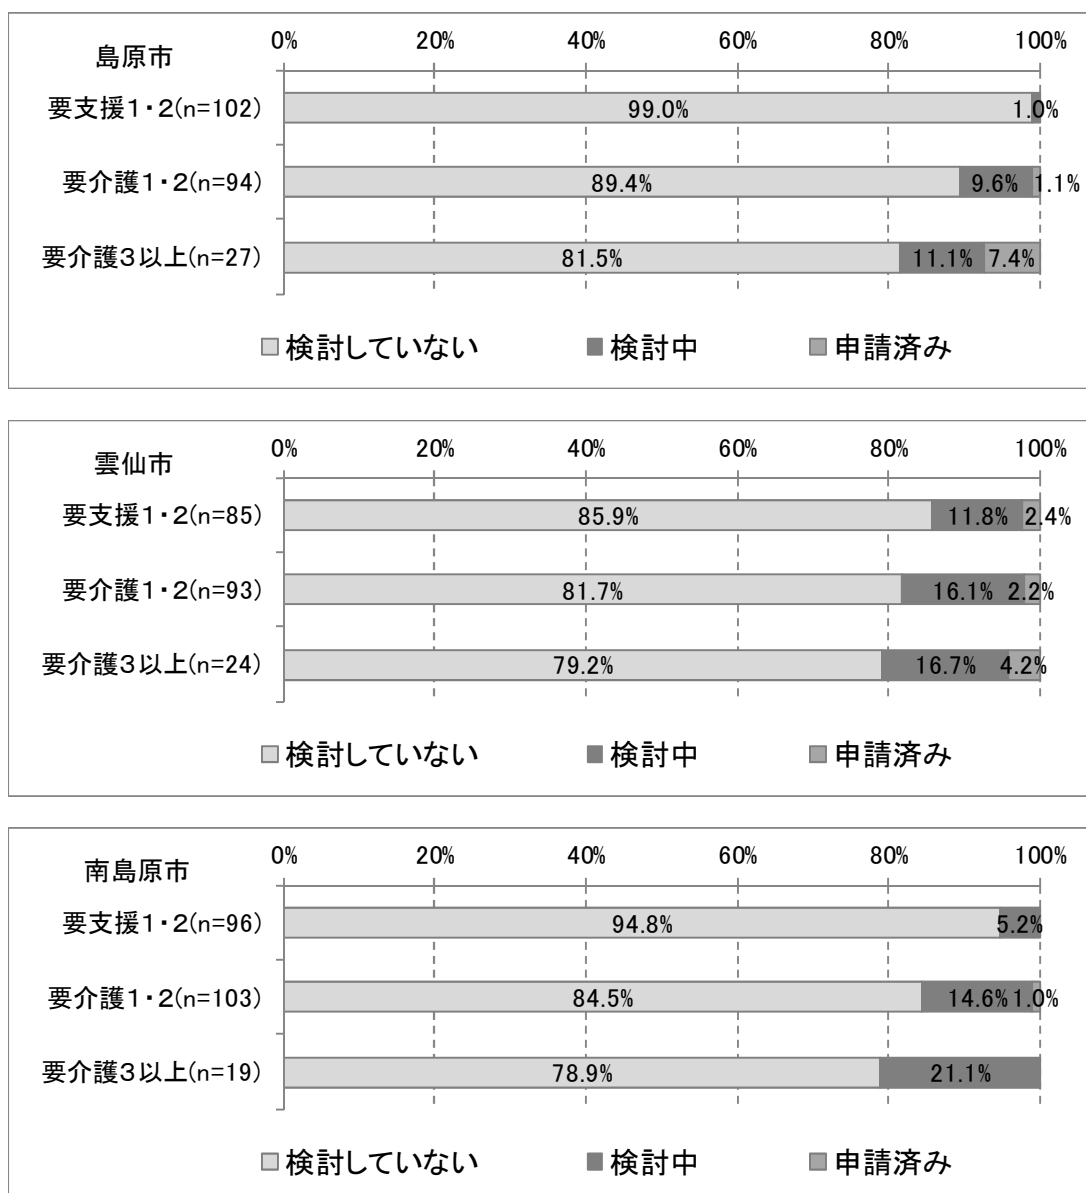 0% 20% 40% 60% 80% 100%
島原市
要支援１・２(n=102) 99.0% 1.0%
要介護１・２(n=94) 89.4% 9.6% 1.1%
要介護３以上(n=27) 81.5% 11.1% 7.4%
検討していない 検討中 申請済み
0% 20% 40% 60% 80% 100%
雲仙市
要支援１・２(n=85) 85.9% 11.8% 2.4%
要介護１・２(n=93) 81.7% 16.1% 2.2%
要介護３以上(n=24) 79.2% 16.7% 4.2%
検討していない 検討中 申請済み
0% 20% 40% 60% 80% 100%
南島原市
要支援１・２(n=96) 94.8% 5.2%
要介護１・２(n=103) 84.5% 14.6% 1.0%
要介護３以上(n=19) 78.9% 21.1%
検討していない 検討中 申請済み